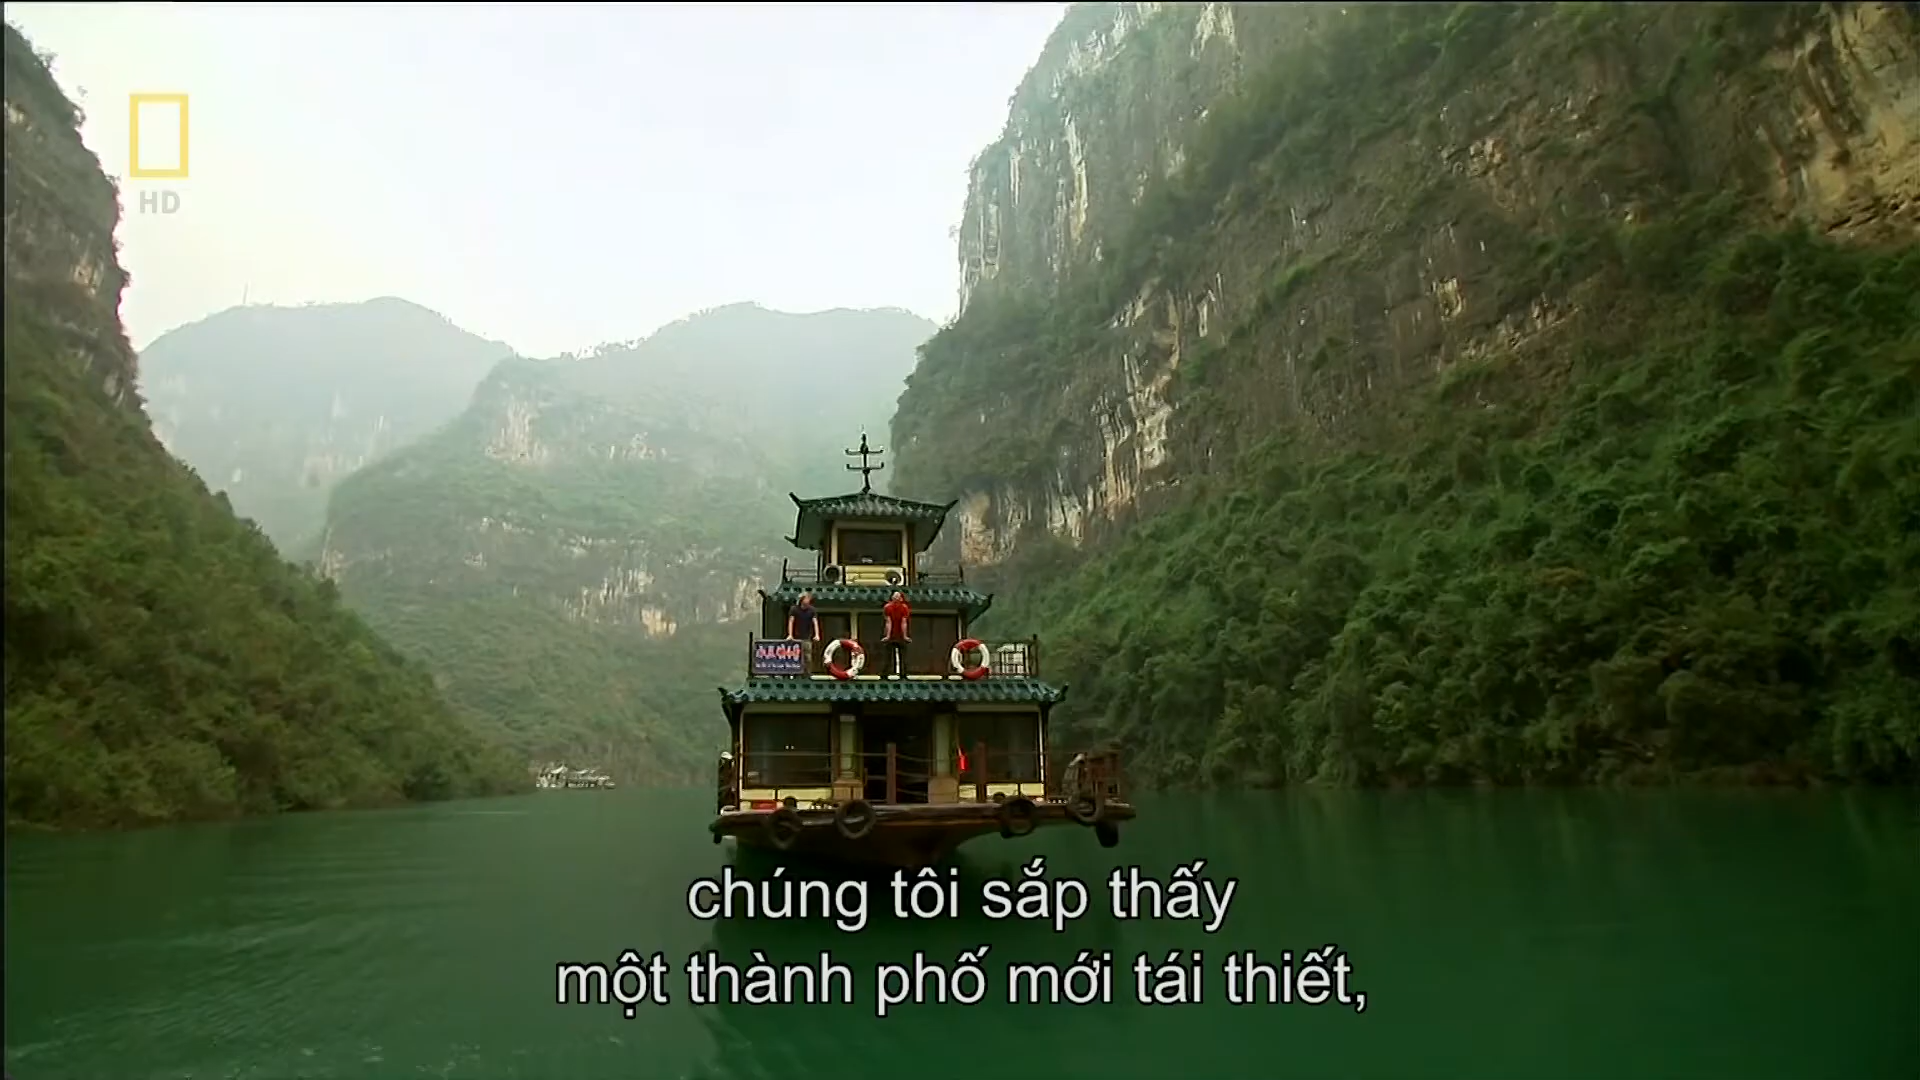 HD
chúng tôi sắp thấy
một thành phố mới tái thiết,